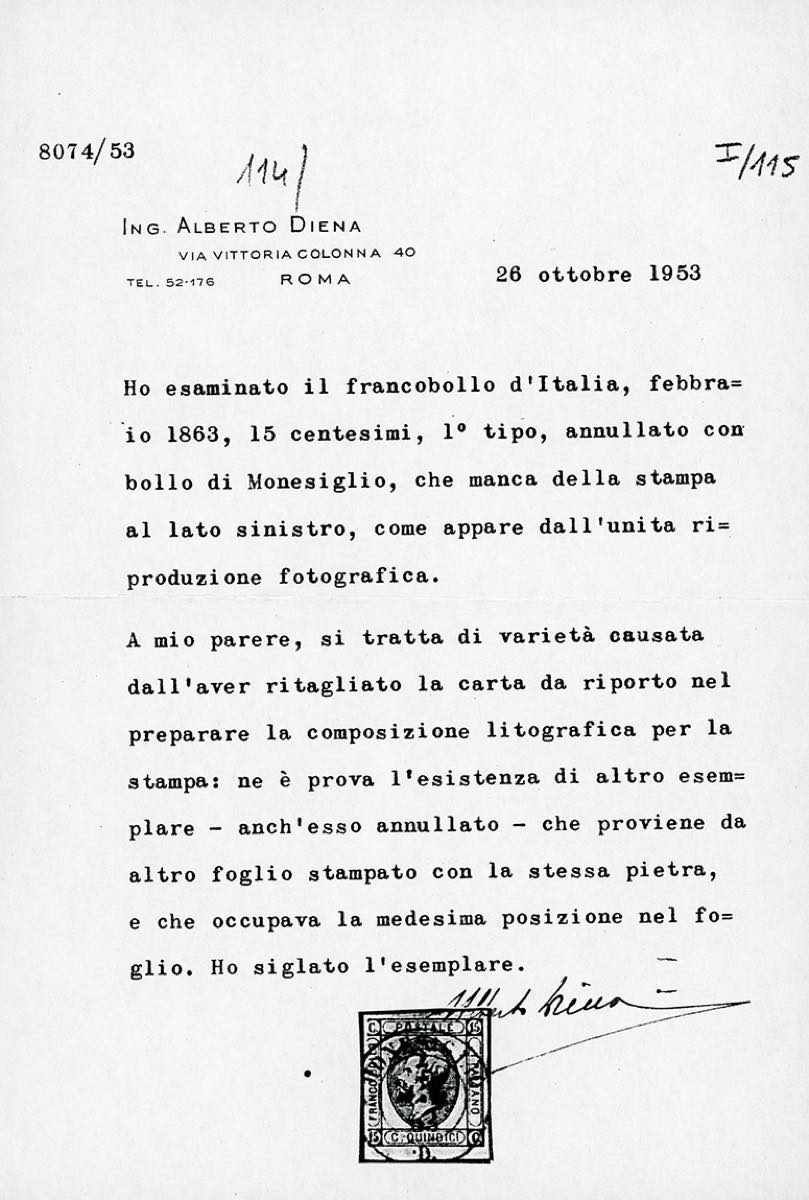 8074/53
114/
I/115
ING. ALBERTO DIENA
VIA VITTORIA COLONNA 40
TEL. 52-176 ROMA
26 ottobre 1953
Ho esaminato il francobollo d'Italia, febbra=
io 1863, 15 centesimi, 1º tipo, annullato con
bollo di Monesiglio, che manca della stampa
al lato sinistro, come appare dall'unita ri=
produzione fotografica.
A mio parere, si tratta di varietà causata
dall'aver ritagliato la carta da riporto nel
preparare la composizione litografica per la
stampa: ne è prova l'esistenza di altro esem=
plare - anch'esso annullato - che proviene da
altro foglio stampato con la stessa pietra,
e che occupava la medesima posizione nel fo=
glio. Ho siglato l'esemplare.
Alberto Diena
C. POSTALE 15
FRANCOBOLLO
ITALIANO
15 C. QUINDICI C.